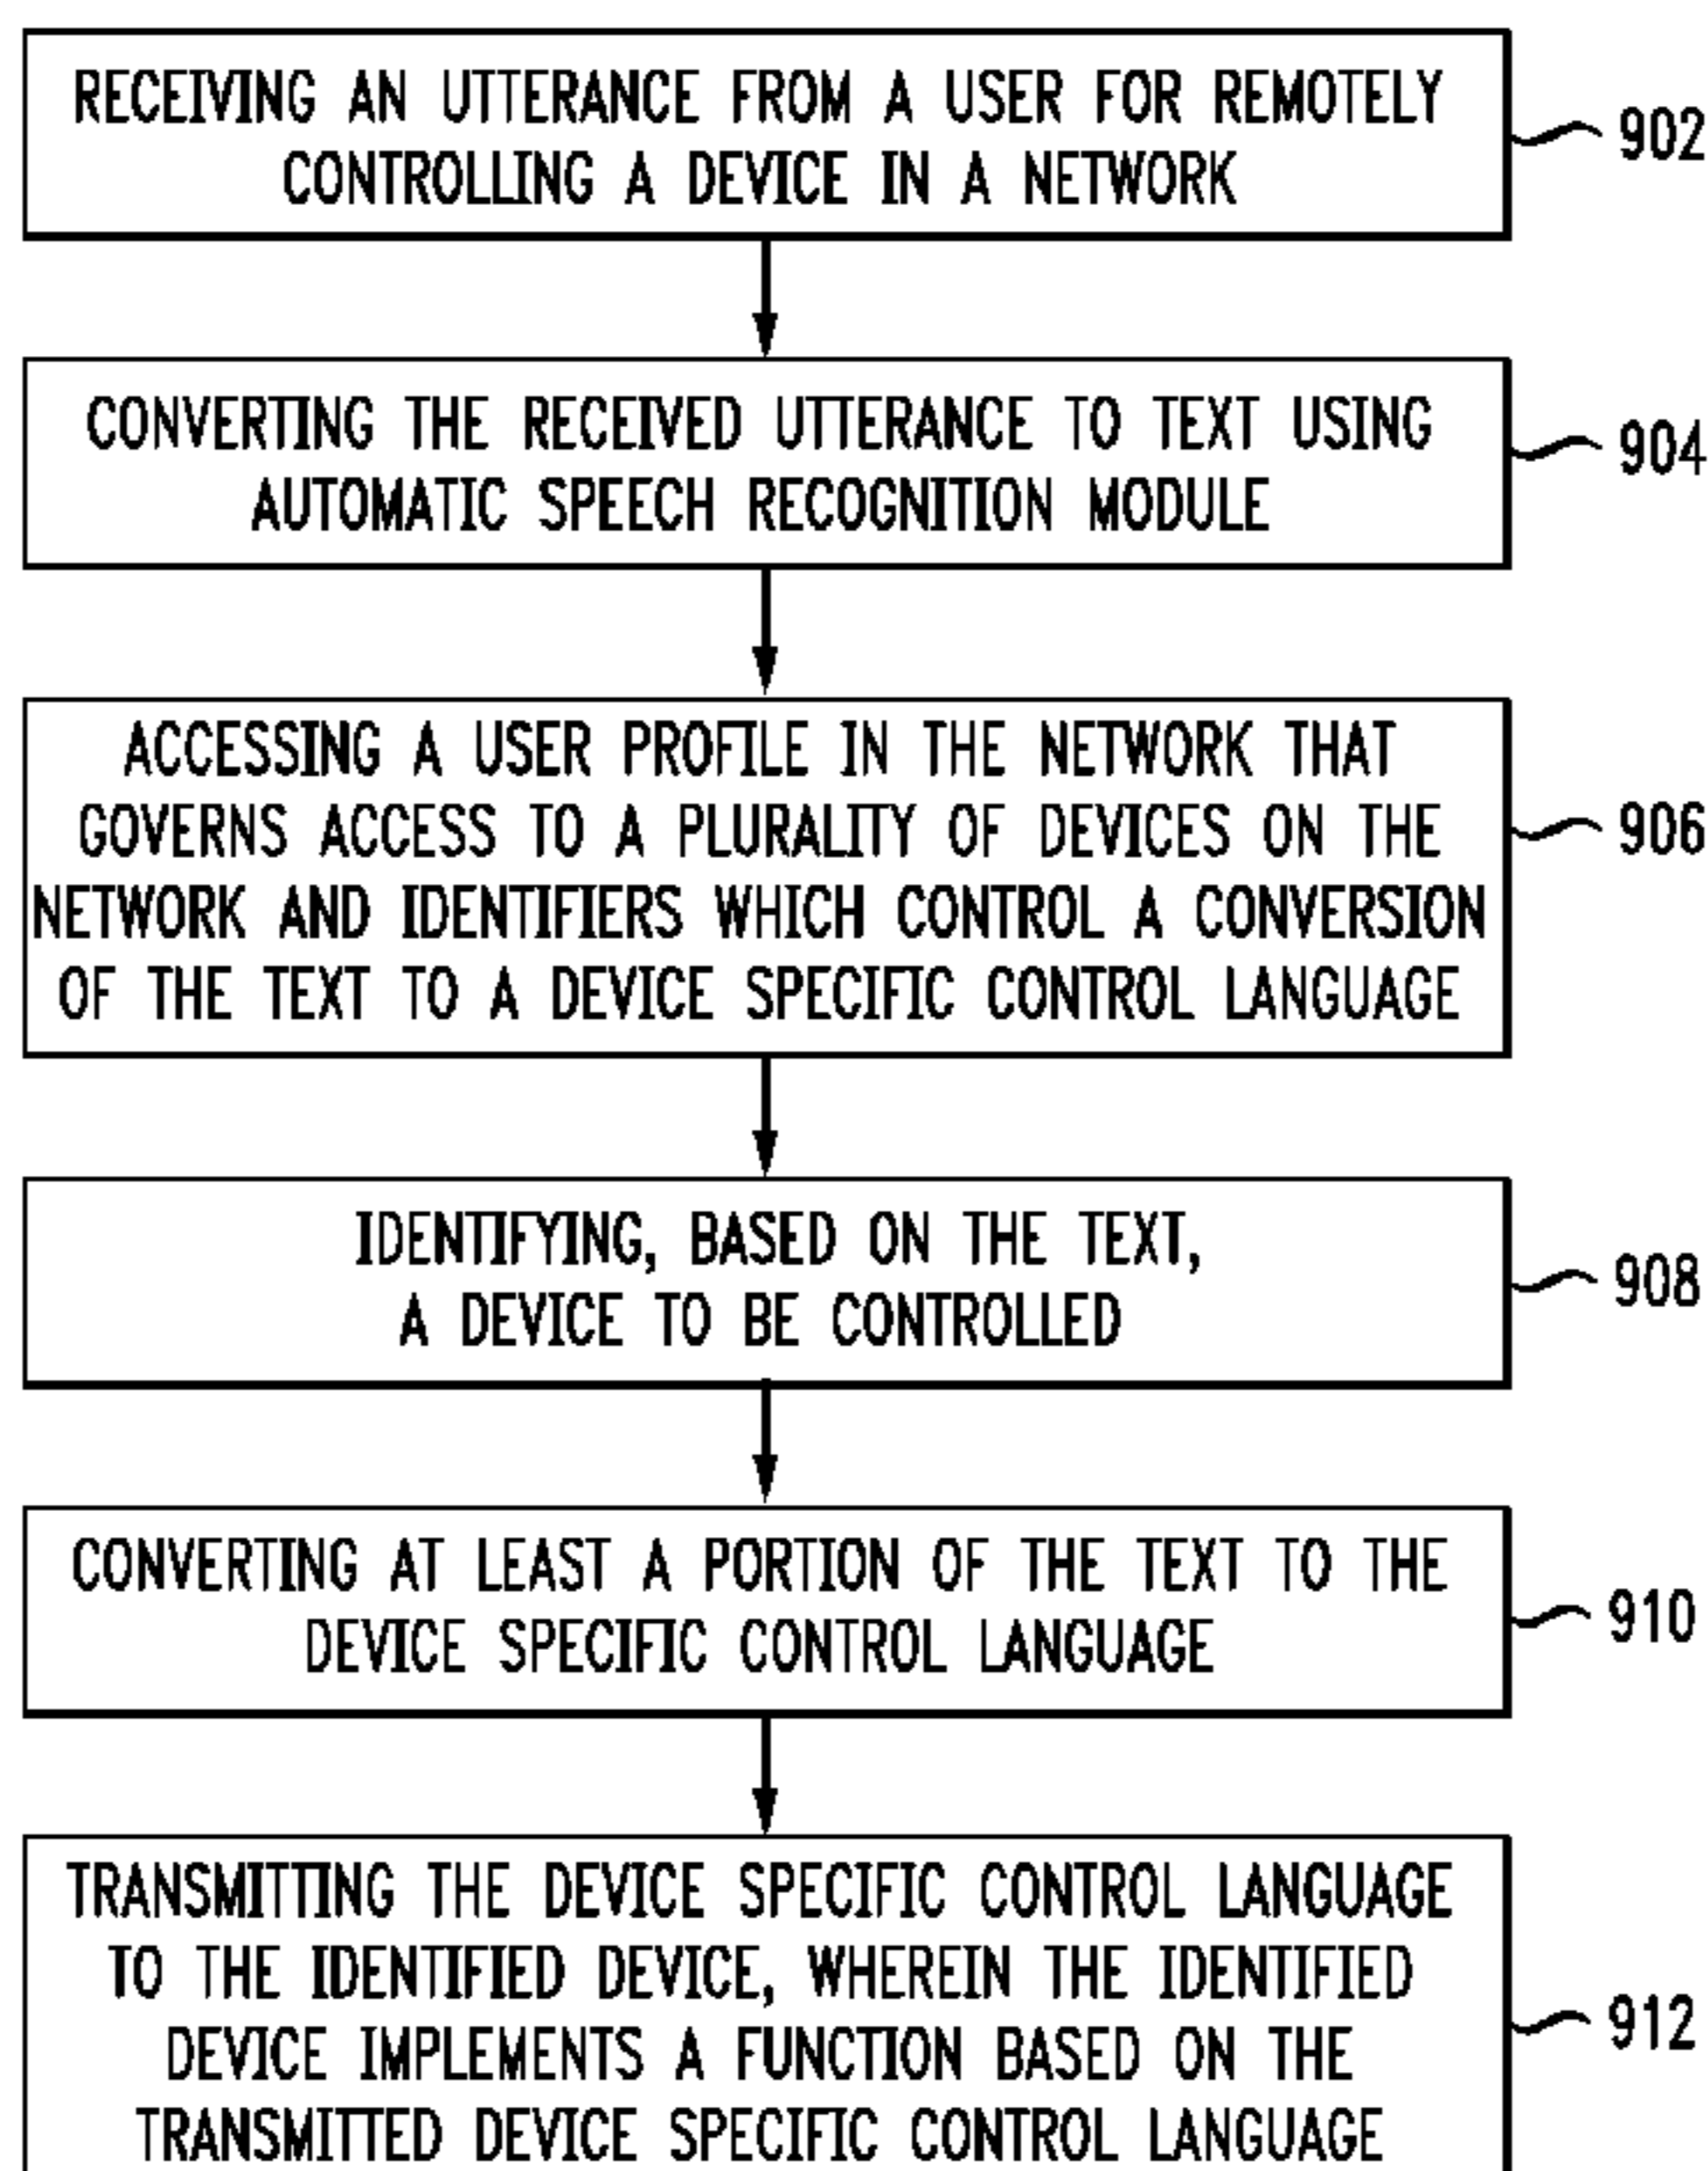 RECEIVING AN UTTERANCE FROM A USER FOR REMOTELY
CONTROLLING A DEVICE IN A NETWORK
902
CONVERTING THE RECEIVED UTTERANCE TO TEXT USING
AUTOMATIC SPEECH RECOGNITION MODULE
904
ACCESSING A USER PROFILE IN THE NETWORK THAT
GOVERNS ACCESS TO A PLURALITY OF DEVICES ON THE
NETWORK AND IDENTIFIERS WHICH CONTROL A CONVERSION
OF THE TEXT TO A DEVICE SPECIFIC CONTROL LANGUAGE
906
IDENTIFYING, BASED ON THE TEXT,
A DEVICE TO BE CONTROLLED
908
CONVERTING AT LEAST A PORTION OF THE TEXT TO THE
DEVICE SPECIFIC CONTROL LANGUAGE
910
TRANSMITTING THE DEVICE SPECIFIC CONTROL LANGUAGE
TO THE IDENTIFIED DEVICE, WHEREIN THE IDENTIFIED
DEVICE IMPLEMENTS A FUNCTION BASED ON THE
TRANSMITTED DEVICE SPECIFIC CONTROL LANGUAGE
912